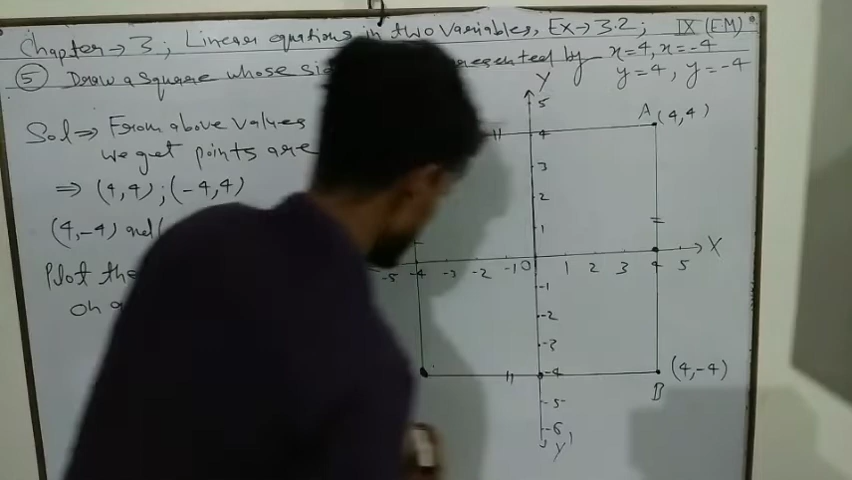 Chapter → 3 ; Linear equations in two Variables, Ex → 3.2 ; IX (EM)
⑤ Draw a square whose by x=4, x=-4
y=4, y=-4
Sol ⇒ From above values
we get points are
⇒ (4,4) ; (-4,4)
(4,-4) and
Plot the
on
Y
5
4
3
2
1
A (4,4)
X
-5 -4 -3 -2 -1 0 1 2 3 4 5
-1
-2
-3
-4
-5
-6
Y'
B (4,-4)